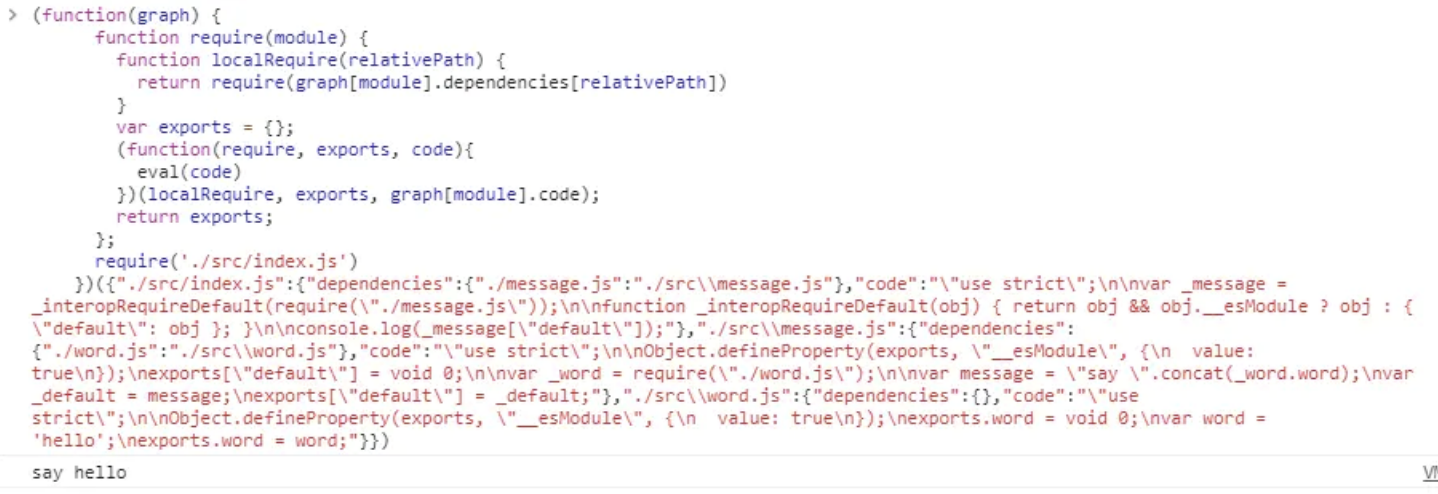 > (function(graph) {
function require(module) {
function localRequire(relativePath) {
return require(graph[module].dependencies[relativePath])
}
var exports = {};
(function(require, exports, code){
eval(code)
})(localRequire, exports, graph[module].code);
return exports;
};
require('./src/index.js')
})({"./src/index.js":{"dependencies":{"./message.js":"./src\\message.js"},"code":"\"use strict\";\n\nvar _message =
_interopRequireDefault(require(\"./message.js\"));\n\nfunction _interopRequireDefault(obj) { return obj && obj.__esModule ? obj : {
\"default\": obj }; }\n\nconsole.log(_message[\"default\"]);"},"./src\\message.js":{"dependencies":
{"./word.js":"./src\\word.js"},"code":"\"use strict\";\n\nObject.defineProperty(exports, \"__esModule\", {\n  value:
true\n});\nexports[\"default\"] = void 0;\n\nvar _word = require(\"./word.js\");\n\nvar message = \"say \".concat(_word.word);\nvar
_default = message;\nexports[\"default\"] = _default;"},"./src\\word.js":{"dependencies":{},"code":"\"use
strict\";\n\nObject.defineProperty(exports, \"__esModule\", {\n  value: true\n});\nexports.word = void 0;\nvar word =
'hello';\nexports.word = word;"}})
say hello
VM